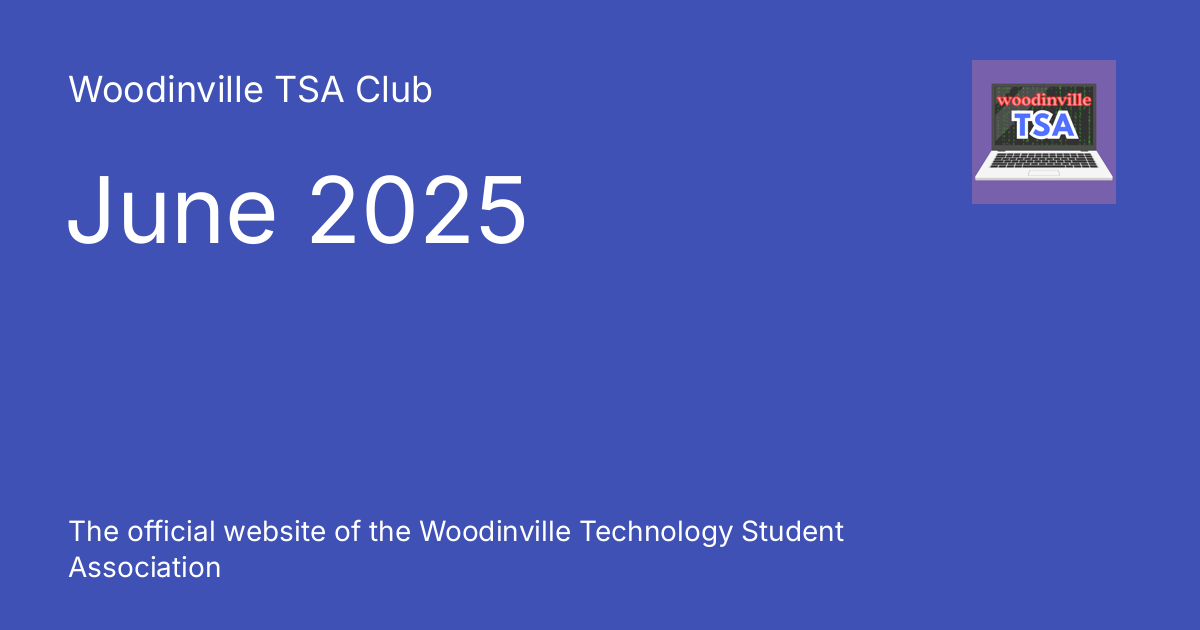 Woodinville TSA Club
woodinville
TSA
June 2025
The official website of the Woodinville Technology Student
Association